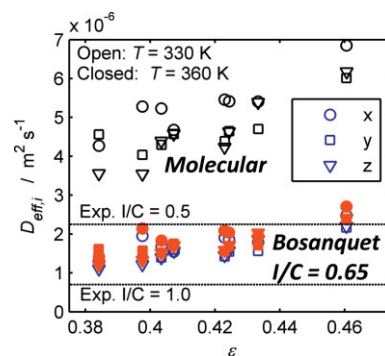 × 10⁻⁶
7
6
5
4
3
2
1
0
D_eff,i / m² s⁻¹
Open: T = 330 K
Closed: T = 360 K
x
y
z
Molecular
Exp. I/C = 0.5
Bosanquet
I/C = 0.65
Exp. I/C = 1.0
0.38 0.4 0.42 0.44 0.46
ε